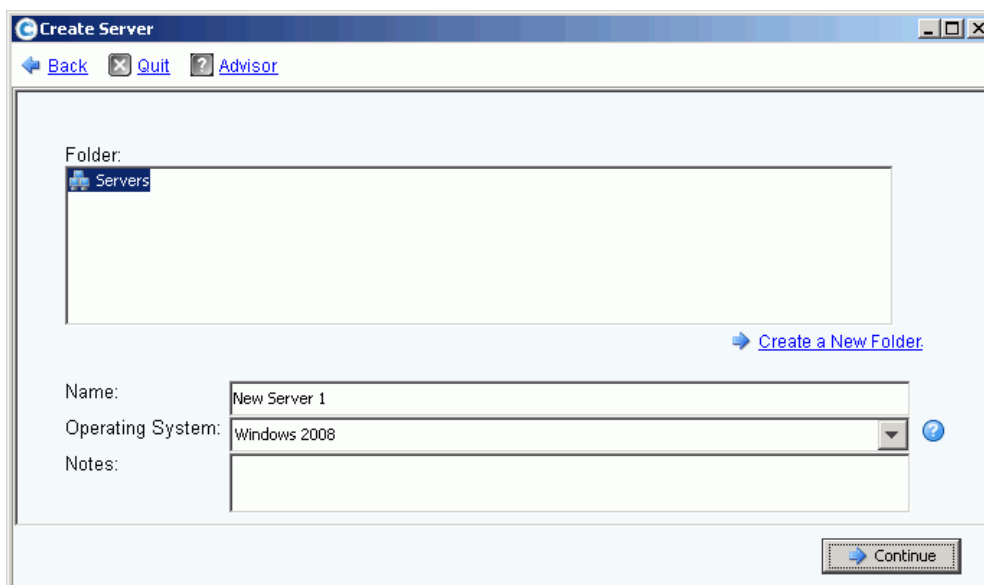 Create Server
Back Quit Advisor
Folder:
Servers
Create a New Folder.
Name: New Server 1
Operating System: Windows 2008
Notes:
Continue